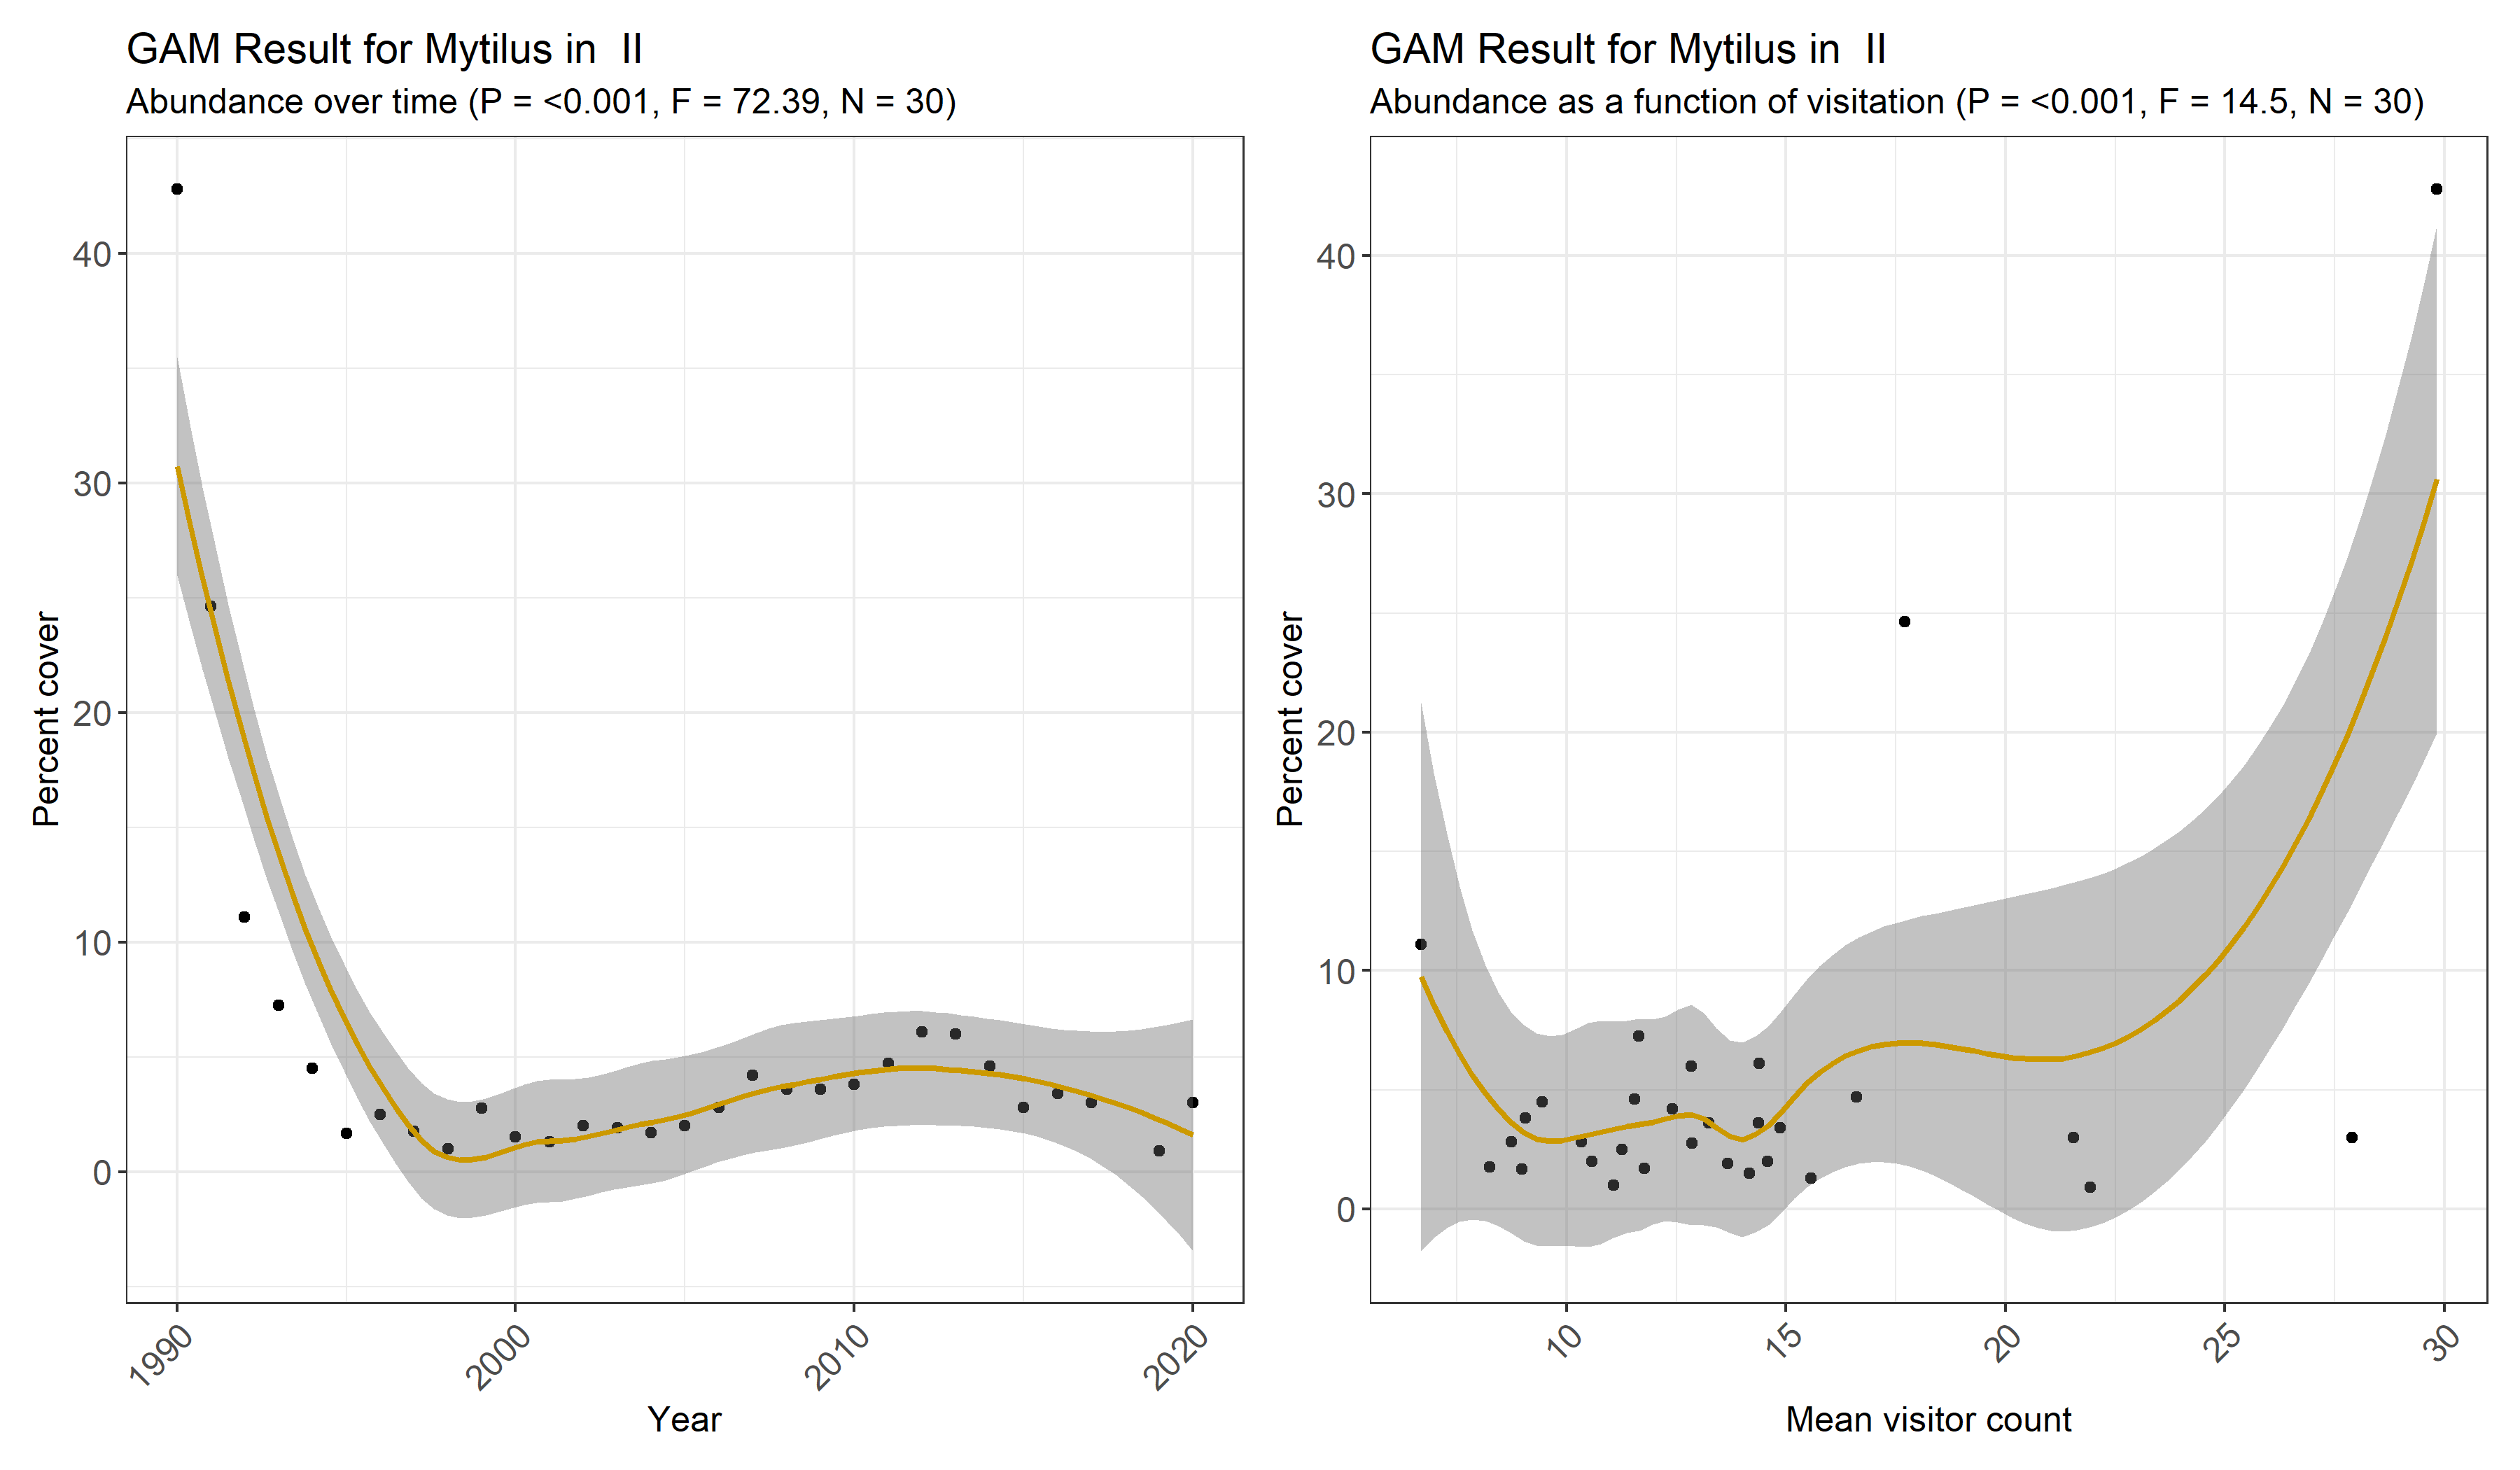 GAM Result for Mytilus in  II
Abundance over time (P = <0.001, F = 72.39, N = 30)
Percent cover
40
30
20
10
0
1990
2000
2010
2020
Year
GAM Result for Mytilus in  II
Abundance as a function of visitation (P = <0.001, F = 14.5, N = 30)
Percent cover
40
30
20
10
0
10
15
20
25
30
Mean visitor count